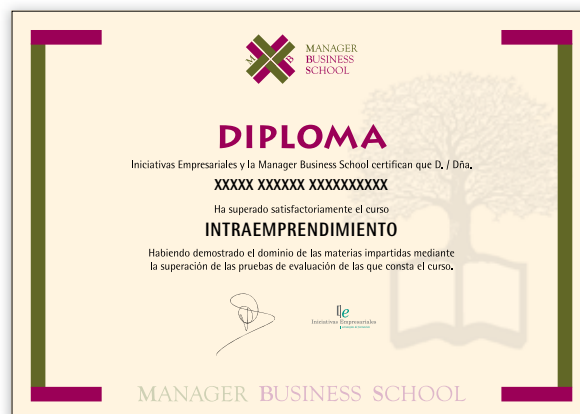 M B
MANAGER
BUSINESS
SCHOOL
DIPLOMA
Iniciativas Empresariales y la Manager Business School certifican que D. / Dña.
XXXXX XXXXXX XXXXXXXXXX
Ha superado satisfactoriamente el curso
INTRAEMPRENDIMIENTO
Habiendo demostrado el dominio de las materias impartidas mediante
la superación de las pruebas de evaluación de las que consta el curso.
Ile
Iniciativas Empresariales
MANAGER BUSINESS SCHOOL